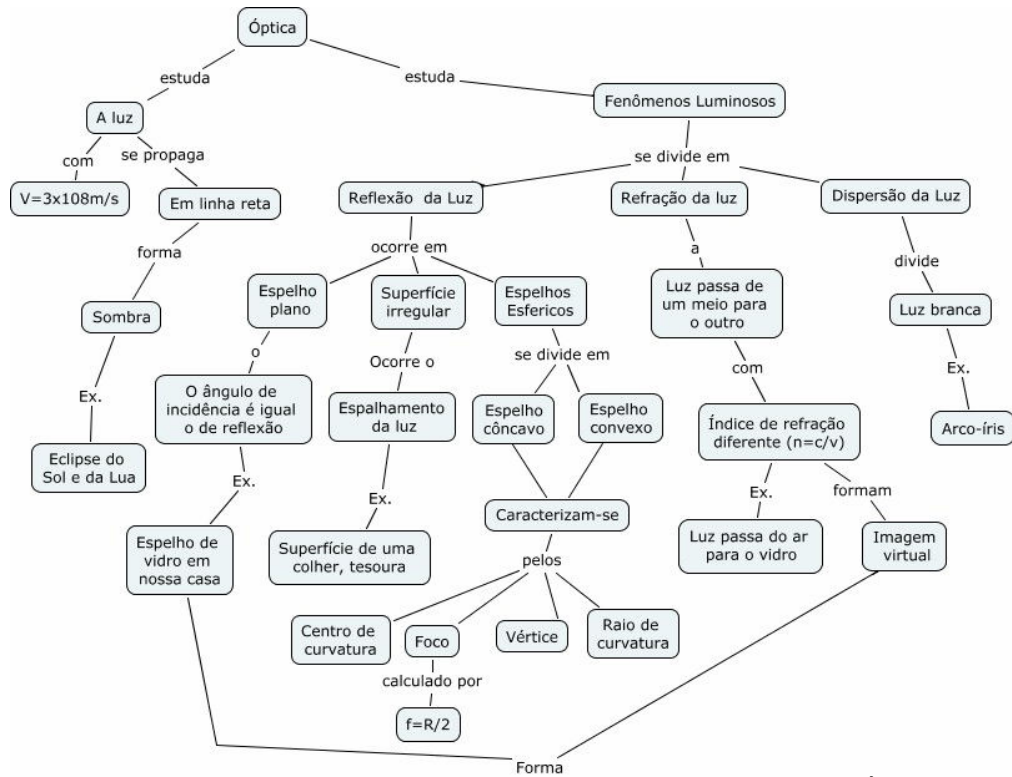 Óptica
estuda
estuda
A luz
Fenômenos Luminosos
com
se propaga
se divide em
V=3x108m/s
Em linha reta
Reflexão da Luz
Refração da luz
Dispersão da Luz
forma
ocorre em
a
divide
Sombra
Espelho
plano
Superfície
irregular
Espelhos
Esfericos
Luz passa de
um meio para
o outro
Luz branca
o
Ocorre o
se divide em
com
Ex.
Ex.
O ângulo de
incidência é igual
o de reflexão
Espalhamento
da luz
Espelho
côncavo
Espelho
convexo
Índice de refração
diferente (n=c/v)
Arco-íris
Eclipse do
Sol e da Lua
Ex.
Ex.
Caracterizam-se
Ex.
formam
Espelho de
vidro em
nossa casa
Superfície de uma
colher, tesoura
pelos
Luz passa do ar
para o vidro
Imagem
virtual
Centro de
curvatura
Foco
Vértice
Raio de
curvatura
calculado por
f=R/2
Forma